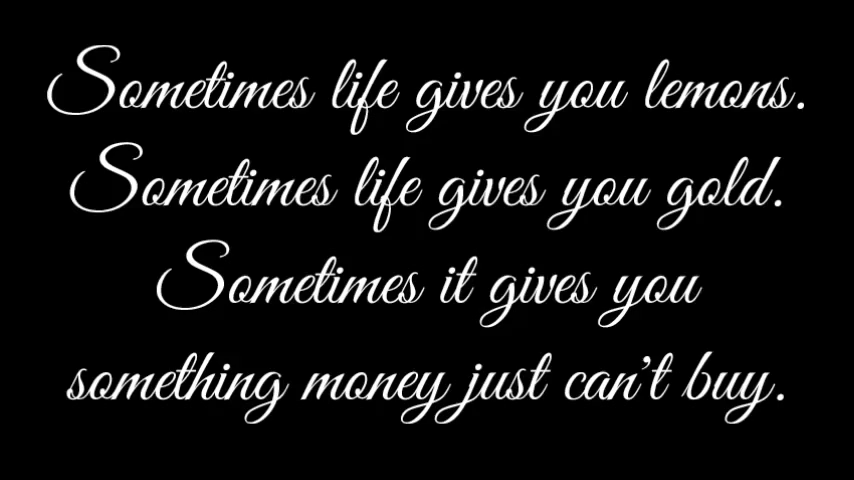 Sometimes life gives you lemons.
Sometimes life gives you gold.
Sometimes it gives you
something money just can't buy.